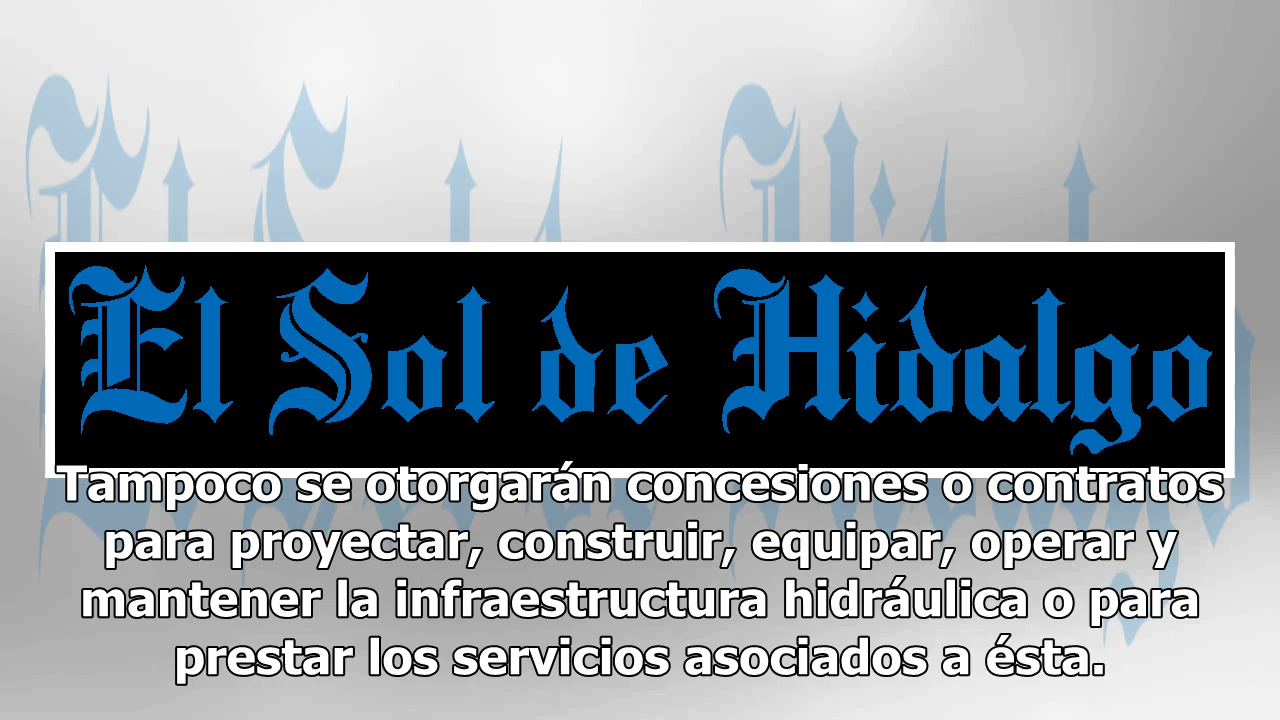 El Sol de Hidalgo
Tampoco se otorgarán concesiones o contratos
para proyectar, construir, equipar, operar y
mantener la infraestructura hidráulica o para
prestar los servicios asociados a ésta.